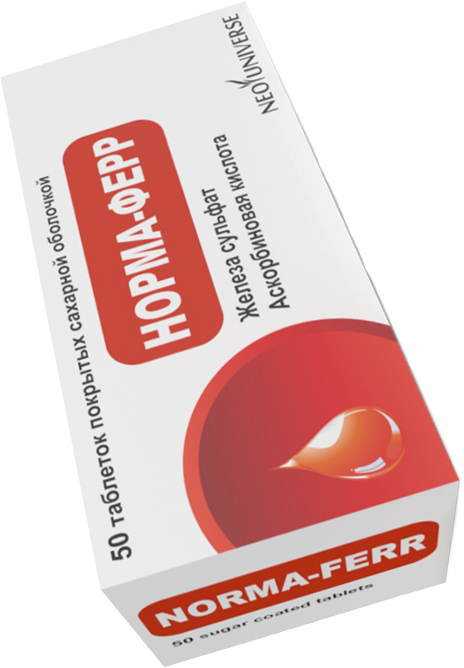 NEOUNIVERSE
50 таблеток покрытых сахарной оболочкой
НОРМА-ФЕРР
Железа сульфат
Аскорбиновая кислота
NORMA-FERR
50 sugar coated tablets